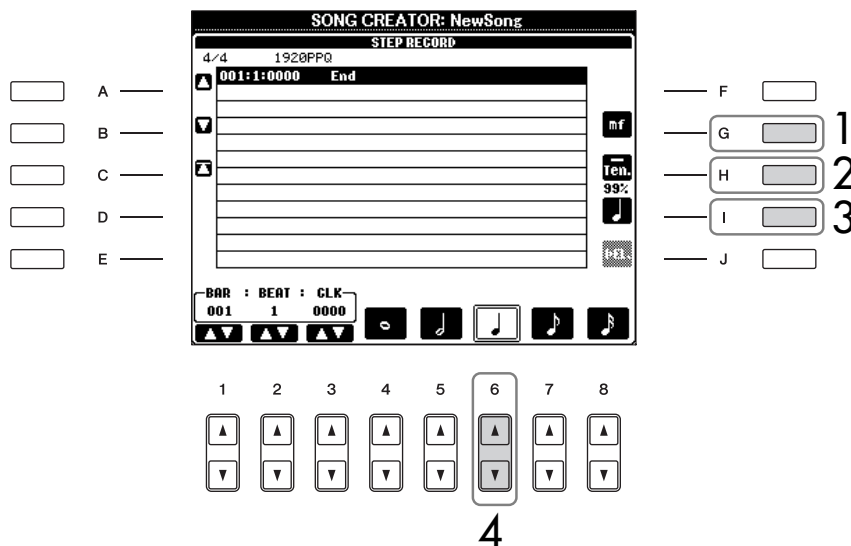 SONG CREATOR: NewSong
STEP RECORD
4/4 1920PPQ
001:1:0000 End
A
B
C
D
E
F
G 1
H 2
I 3
J
mf
Ten.
99%
DEL.
BAR : BEAT : CLK
001 1 0000
1 2 3 4 5 6 7 8
4